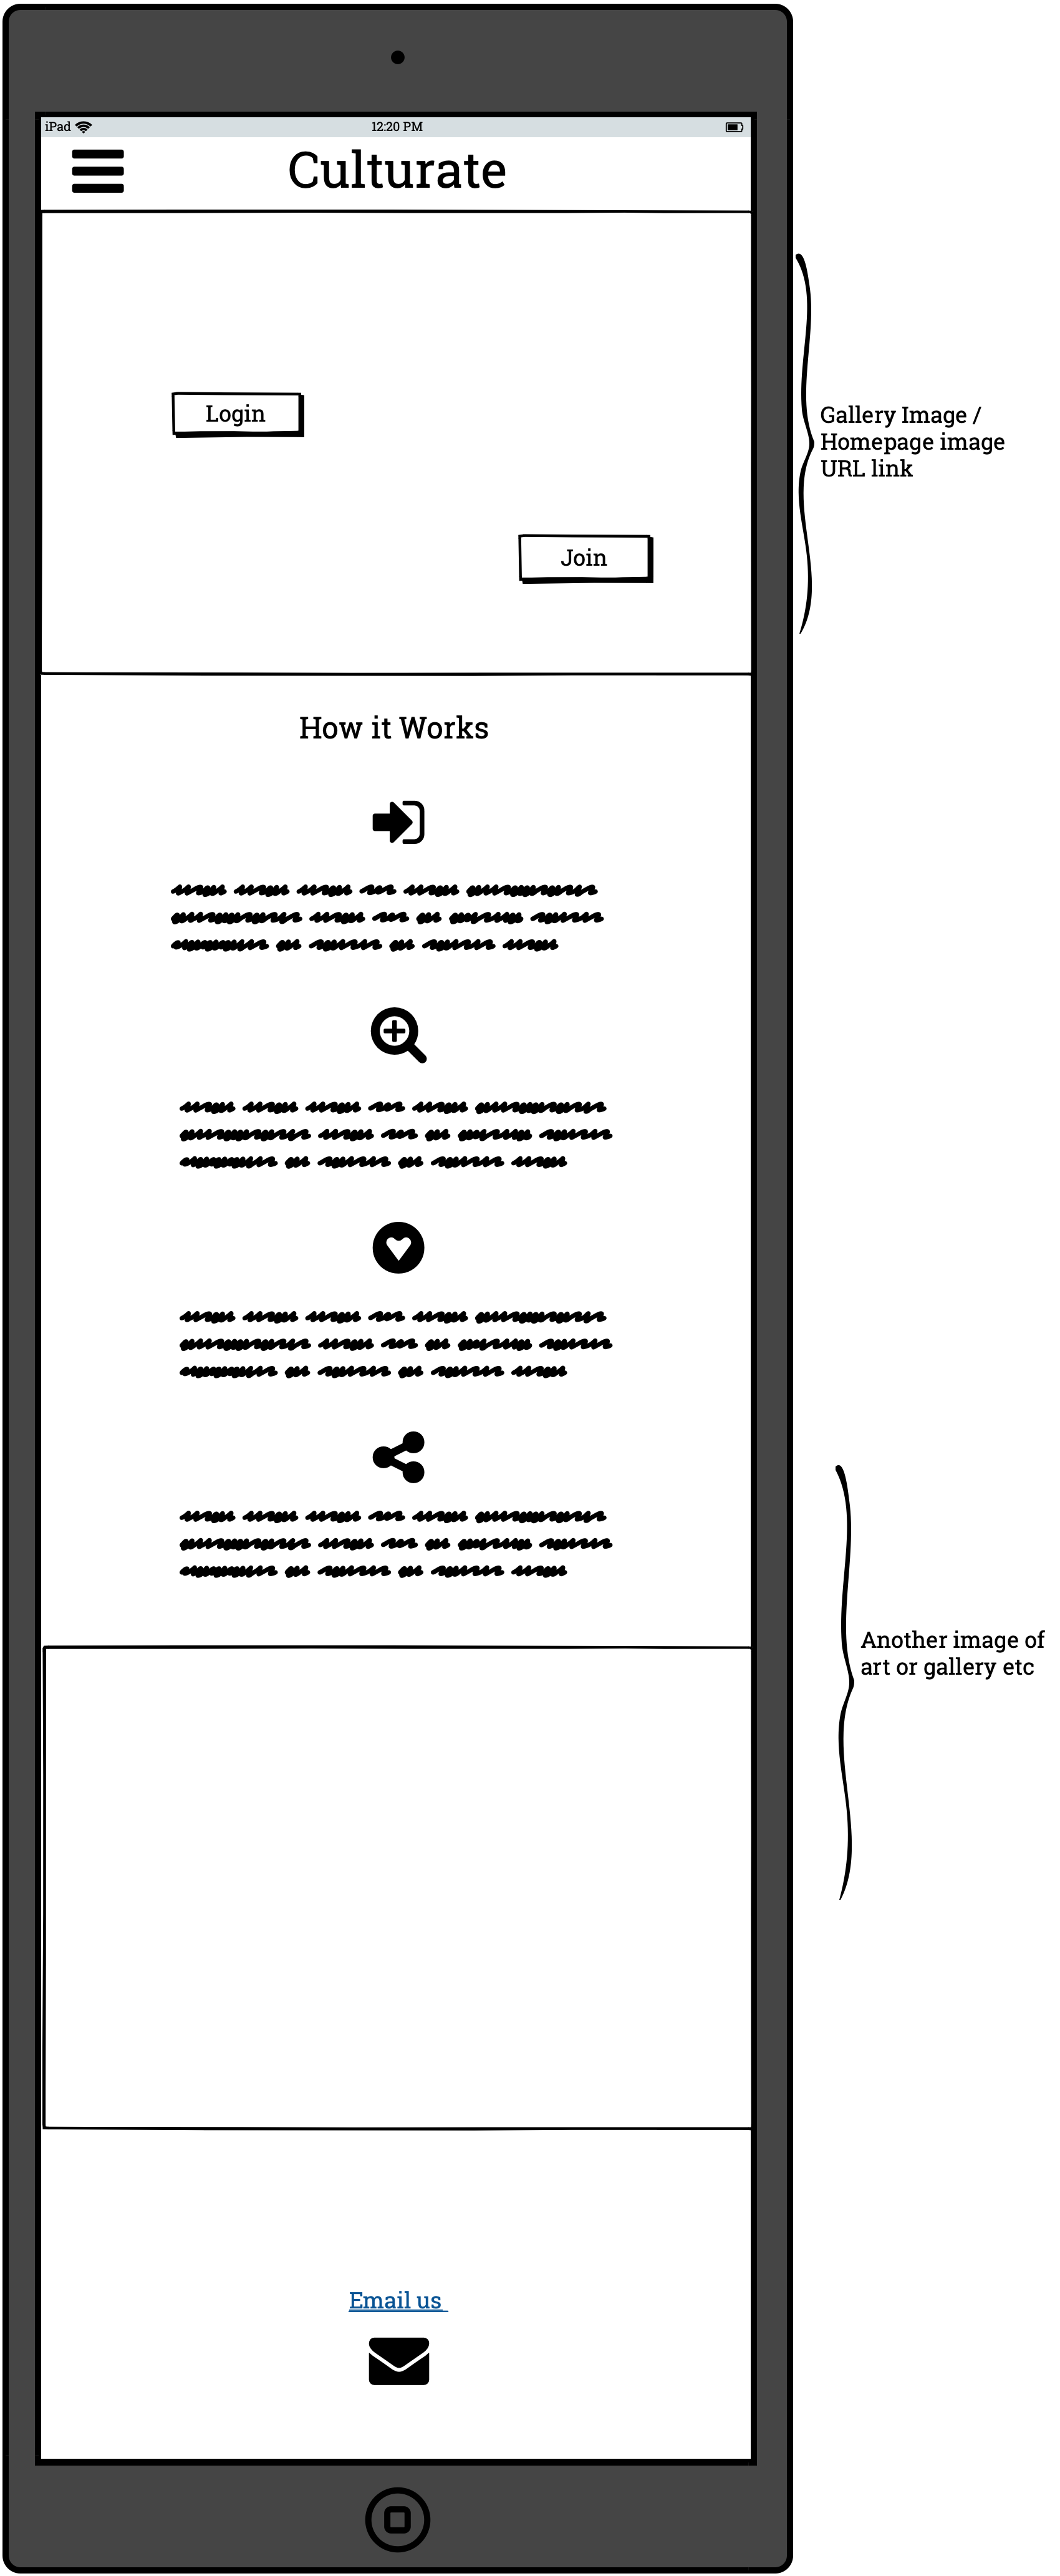 iPad
12:20 PM
Culturate
Login
Gallery Image /
Homepage image
URL link
Join
How it Works
Another image of
art or gallery etc
Email us